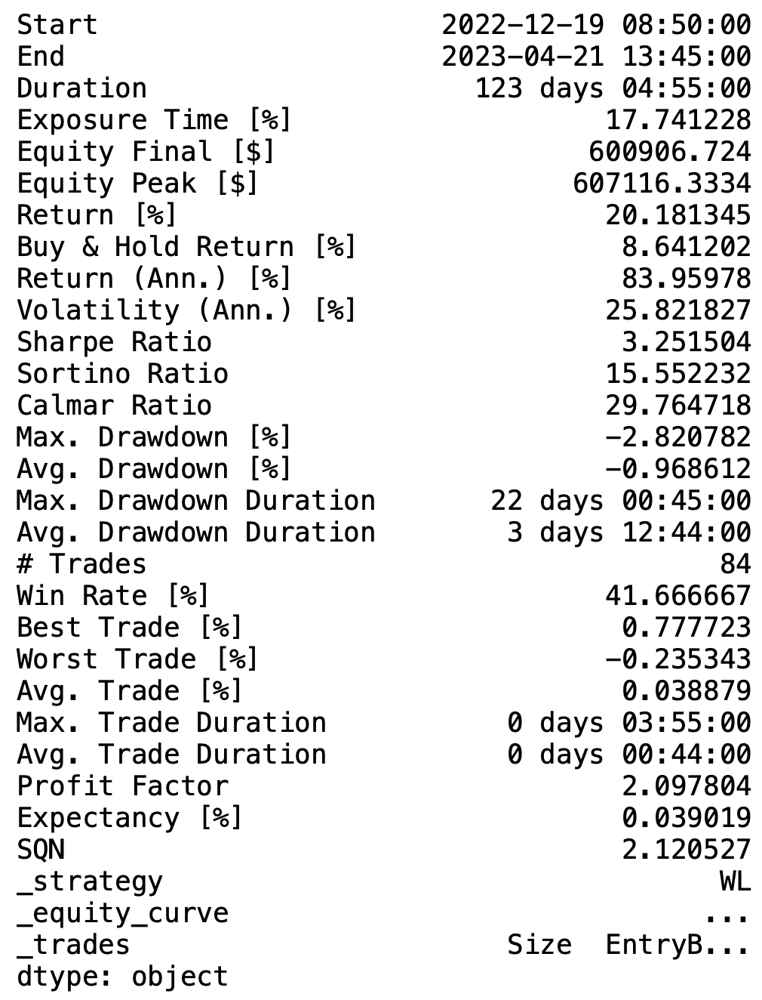 Start 2022-12-19 08:50:00
End 2023-04-21 13:45:00
Duration 123 days 04:55:00
Exposure Time [%] 17.741228
Equity Final [$] 600906.724
Equity Peak [$] 607116.3334
Return [%] 20.181345
Buy & Hold Return [%] 8.641202
Return (Ann.) [%] 83.95978
Volatility (Ann.) [%] 25.821827
Sharpe Ratio 3.251504
Sortino Ratio 15.552232
Calmar Ratio 29.764718
Max. Drawdown [%] -2.820782
Avg. Drawdown [%] -0.968612
Max. Drawdown Duration 22 days 00:45:00
Avg. Drawdown Duration 3 days 12:44:00
# Trades 84
Win Rate [%] 41.666667
Best Trade [%] 0.777723
Worst Trade [%] -0.235343
Avg. Trade [%] 0.038879
Max. Trade Duration 0 days 03:55:00
Avg. Trade Duration 0 days 00:44:00
Profit Factor 2.097804
Expectancy [%] 0.039019
SQN 2.120527
_strategy WL
_equity_curve ...
_trades Size EntryB...
dtype: object